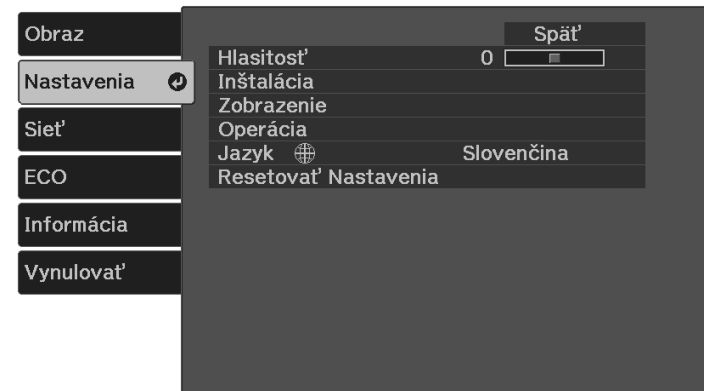 Obraz
Nastavenia
Sieť
ECO
Informácia
Vynulovať
Späť
Hlasitosť 0
Inštalácia
Zobrazenie
Operácia
Jazyk Slovenčina
Resetovať Nastavenia